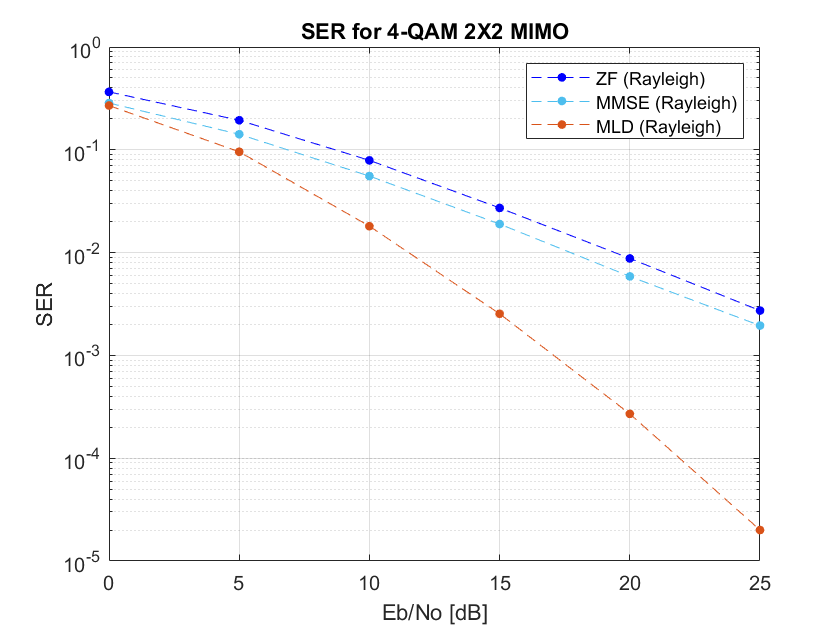 SER for 4-QAM 2X2 MIMO
ZF (Rayleigh)
MMSE (Rayleigh)
MLD (Rayleigh)
SER
10^0
10^-1
10^-2
10^-3
10^-4
10^-5
0 5 10 15 20 25
Eb/No [dB]